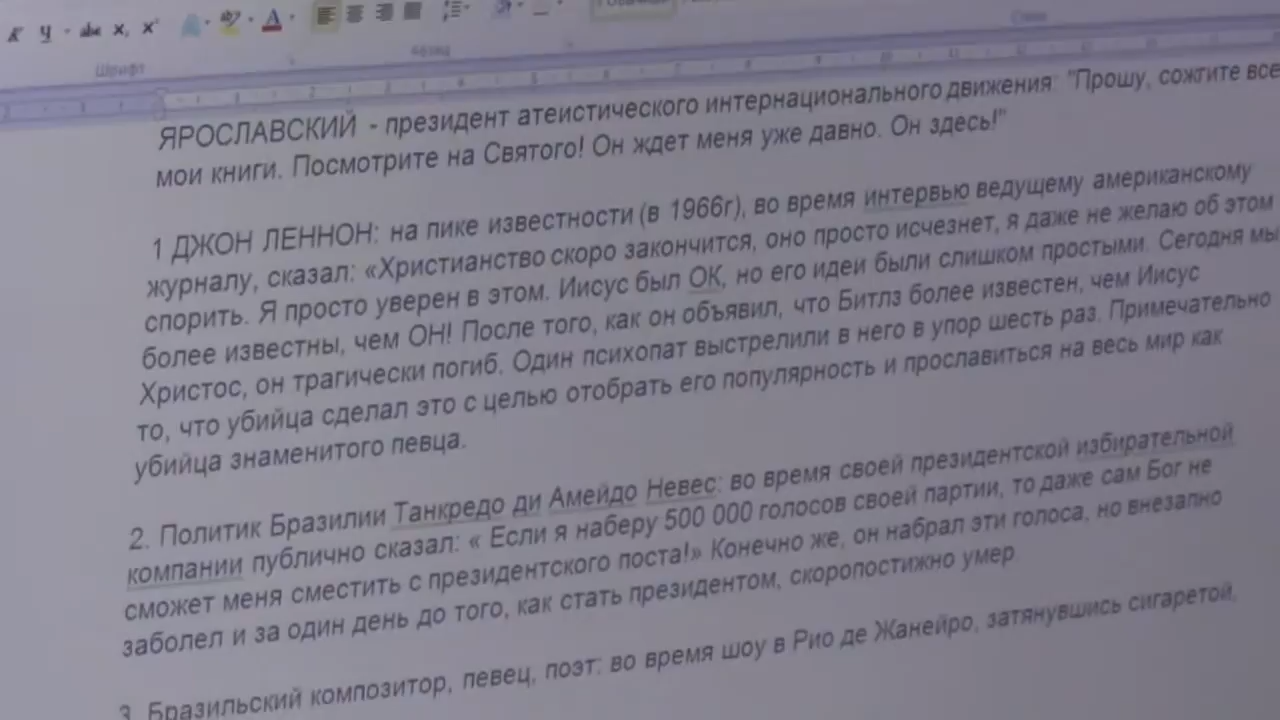 Шрифт
Абзац
ЯРОСЛАВСКИЙ - президент атеистического интернационального движения: "Прошу, сожгите все
мои книги. Посмотрите на Святого! Он ждет меня уже давно. Он здесь!"
1 ДЖОН ЛЕННОН: на пике известности (в 1966г), во время интервью ведущему американскому
журналу, сказал: «Христианство скоро закончится, оно просто исчезнет, я даже не желаю об этом
спорить. Я просто уверен в этом. Иисус был ОК, но его идеи были слишком простыми. Сегодня мы
более известны, чем ОН! После того, как он объявил, что Битлз более известен, чем Иисус
Христос, он трагически погиб. Один психопат выстрелили в него в упор шесть раз. Примечательно
то, что убийца сделал это с целью отобрать его популярность и прославиться на весь мир как
убийца знаменитого певца.
2. Политик Бразилии Танкредо ди Амейдо Невес: во время своей президентской избирательной
компании публично сказал: « Если я наберу 500 000 голосов своей партии, то даже сам Бог не
сможет меня сместить с президентского поста!» Конечно же, он набрал эти голоса, но внезапно
заболел и за один день до того, как стать президентом, скоропостижно умер
3. Бразильский композитор, певец, поэт: во время шоу в Рио де Жанейро, затянувшись сигаретой,